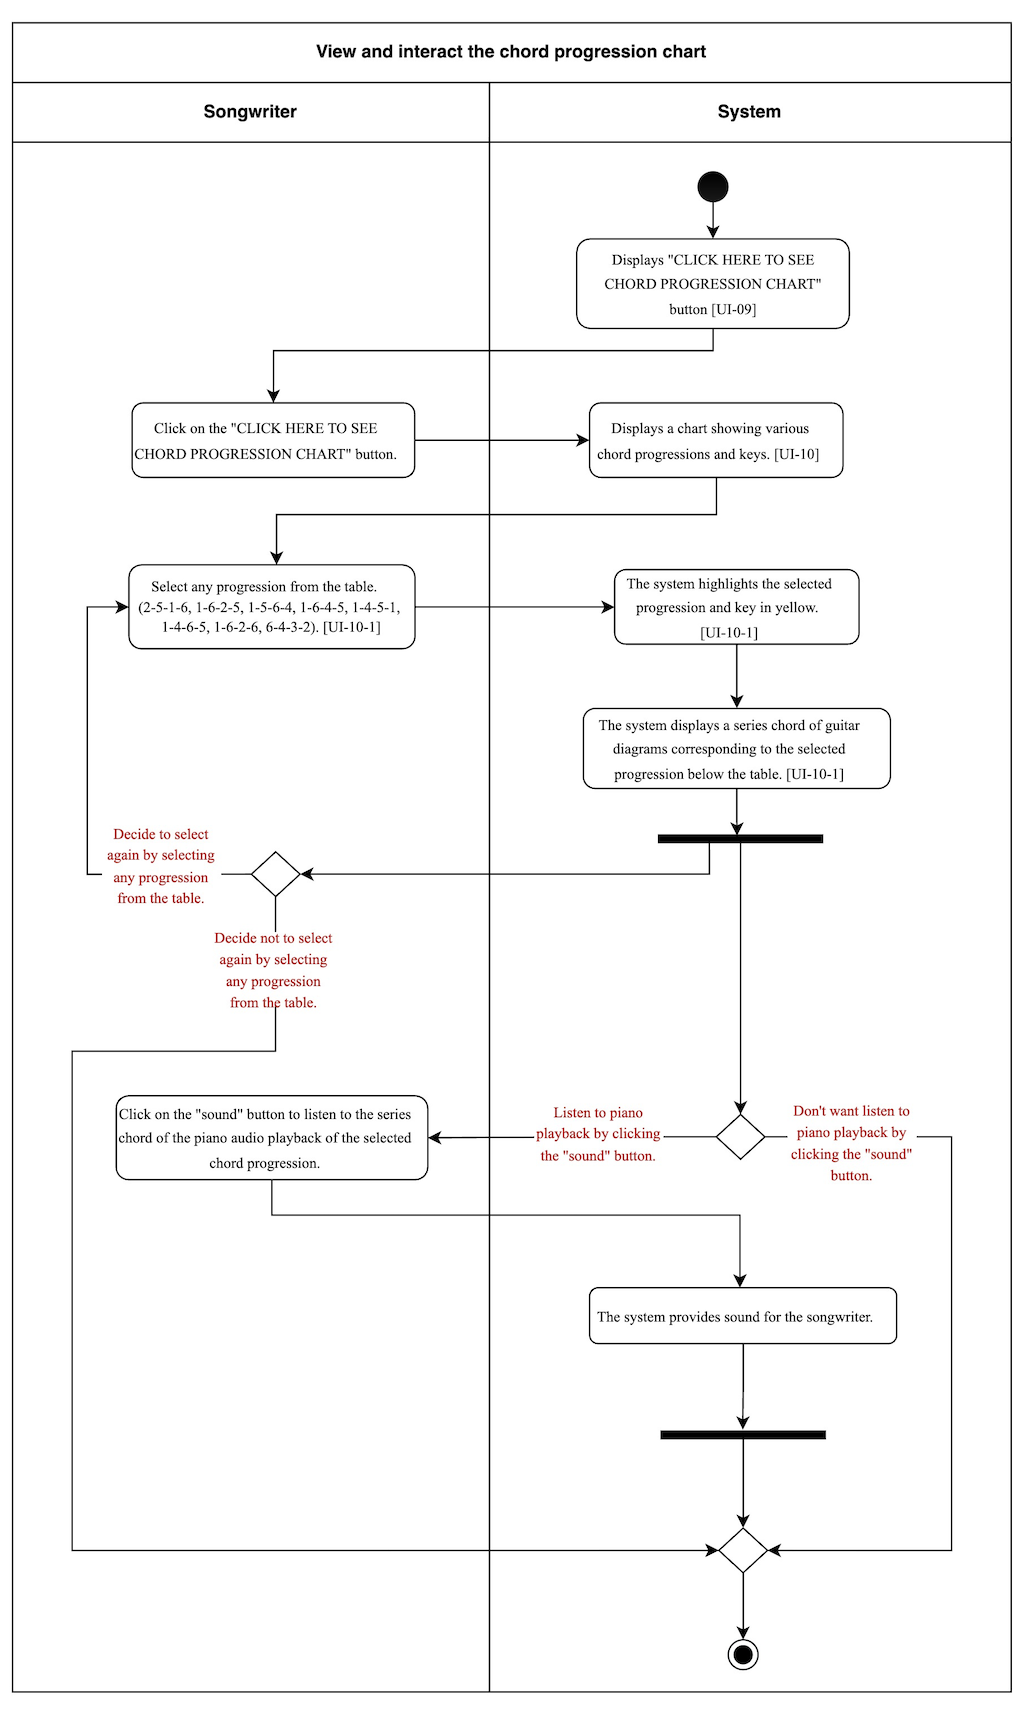 View and interact the chord progression chart
Songwriter
System
Displays "CLICK HERE TO SEE
CHORD PROGRESSION CHART"
button [UI-09]
Click on the "CLICK HERE TO SEE
CHORD PROGRESSION CHART" button.
Displays a chart showing various
chord progressions and keys. [UI-10]
Select any progression from the table.
(2-5-1-6, 1-6-2-5, 1-5-6-4, 1-6-4-5, 1-4-5-1,
1-4-6-5, 1-6-2-6, 6-4-3-2). [UI-10-1]
The system highlights the selected
progression and key in yellow.
[UI-10-1]
The system displays a series chord of guitar
diagrams corresponding to the selected
progression below the table. [UI-10-1]
Decide to select
again by selecting
any progression
from the table.
Decide not to select
again by selecting
any progression
from the table.
Click on the "sound" button to listen to the series
chord of the piano audio playback of the selected
chord progression.
Listen to piano
playback by clicking
the "sound" button.
Don't want listen to
piano playback by
clicking the "sound"
button.
The system provides sound for the songwriter.